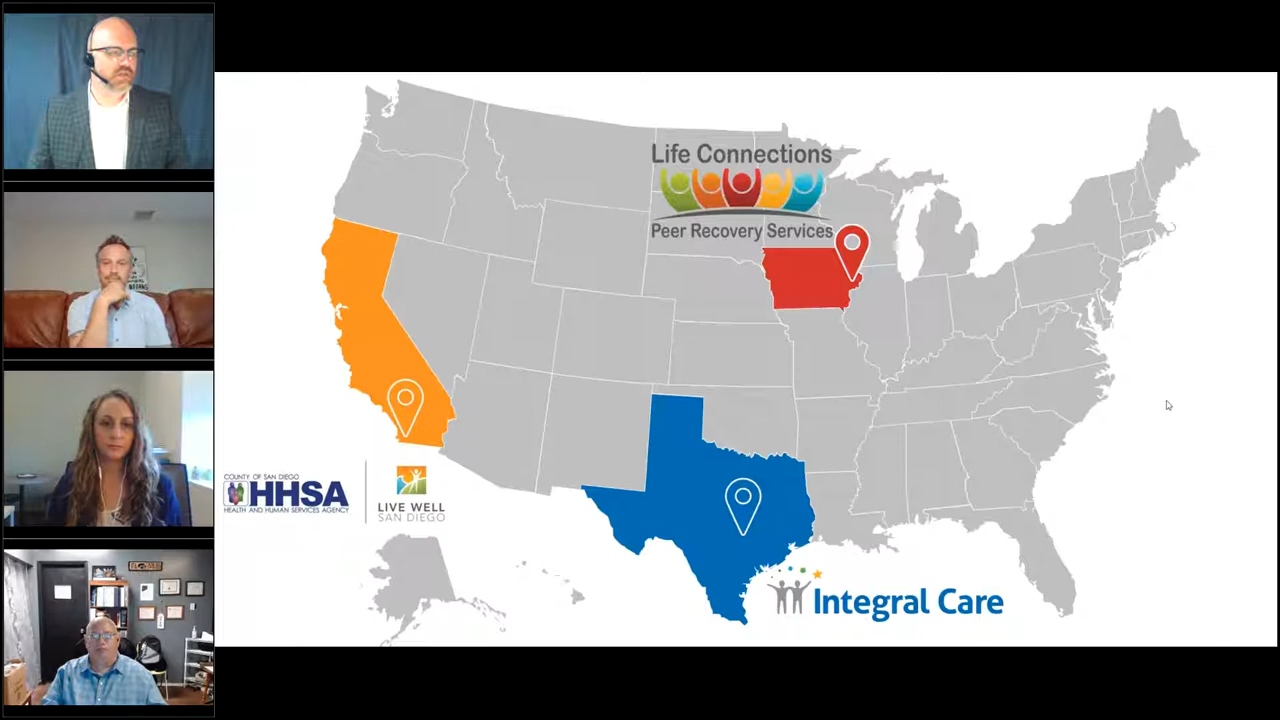 Life Connections
Peer Recovery Services
COUNTY OF SAN DIEGO
HHSA
HEALTH AND HUMAN SERVICES AGENCY
LIVE WELL
SAN DIEGO
Integral Care